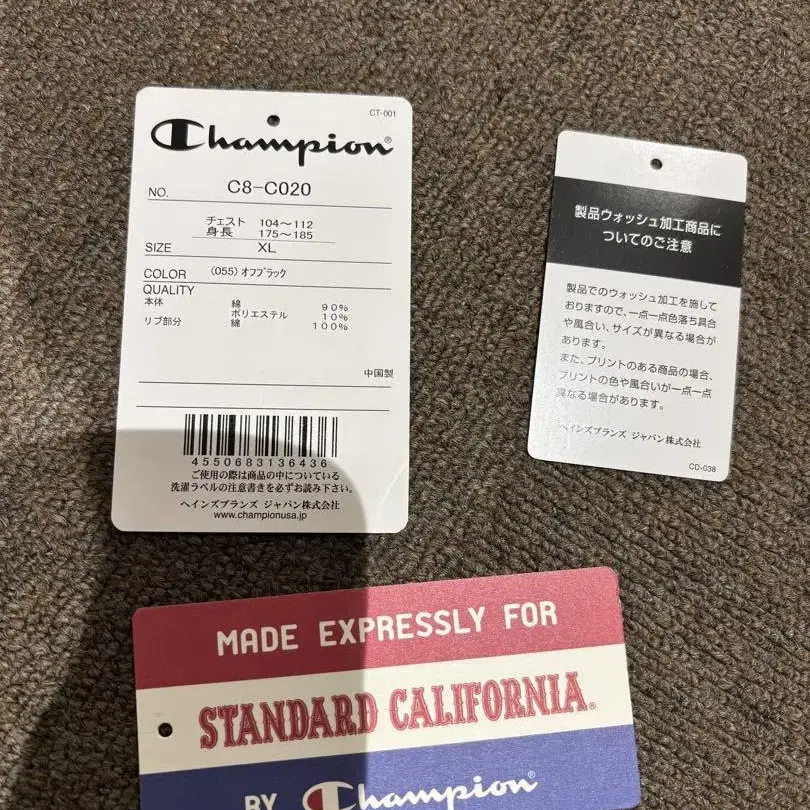 CT-001
Champion®
NO. C8-C020
チェスト 104～112
身長 175～185
SIZE XL
COLOR (055) オフブラック
QUALITY
本体 綿 90%
ポリエステル 10%
リブ部分 綿 100%
中国製
4550683136436
ご使用の際は商品の中についている
洗濯ラベルの注意書きを必ずお読み下さい。
ヘインズブランズ ジャパン株式会社
www.championusa.jp
製品ウォッシュ加工商品に
ついてのご注意
製品でのウォッシュ加工を施して
おりますので、一点一点色落ち具合
や風合い、サイズが異なる場合が
あります。
また、プリントのある商品の場合、
プリントの色や風合いが一点一点
異なる場合があります。
ヘインズブランズ ジャパン株式会社
CD-038
MADE EXPRESSLY FOR
STANDARD CALIFORNIA®
BY Champion®